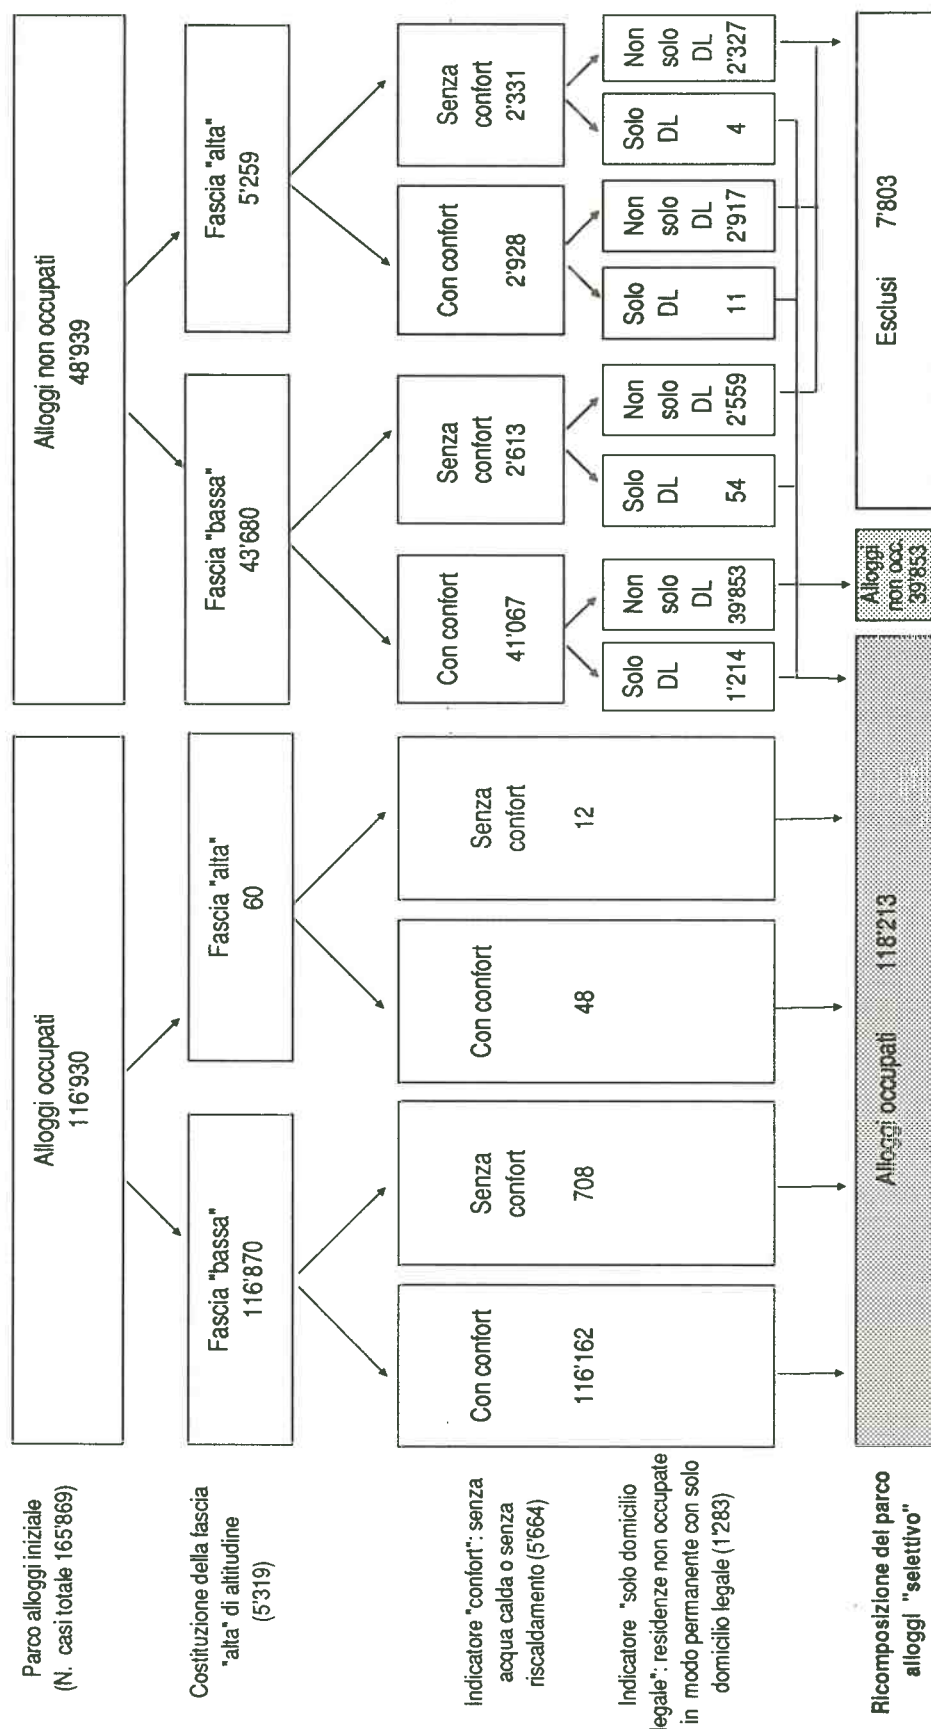 Parco alloggi iniziale
(N. casi totale 165'869)
Alloggi occupati
116'930
Alloggi non occupati
48'939
Costituzione della fascia
"alta" di altitudine
(5'319)
Fascia "bassa"
116'870
Fascia "alta"
60
Fascia "bassa"
43'680
Fascia "alta"
5'259
Indicatore "confort": senza
acqua calda o senza
riscaldamento (5'664)
Con confort
116'162
Senza
confort
708
Con confort
48
Senza
confort
12
Con confort
41'067
Senza
confort
2'613
Con confort
2'928
Senza
confort
2'331
Indicatore "solo domicilio
legale": residenze non occupate
in modo permanente con solo
domicilio legale (1'283)
Solo
DL
1'214
Non
solo
DL
39'853
Solo
DL
54
Non
solo
DL
2'559
Solo
DL
11
Non
solo
DL
2'917
Solo
DL
4
Non
solo
DL
2'327
Ricomposizione del parco
alloggi "selettivo"
Alloggi occupati 118'213
Alloggi
non occ.
39'853
Esclusi 7'803